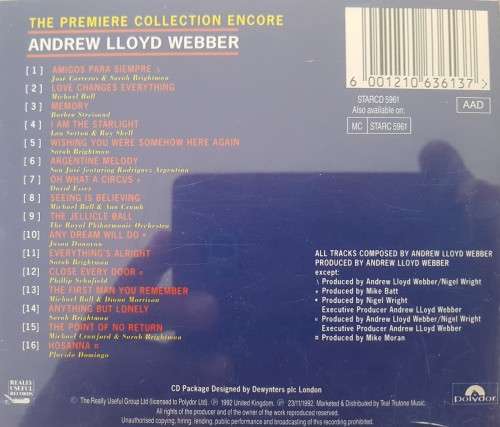 THE PREMIERE COLLECTION ENCORE
ANDREW LLOYD WEBBER
[ 1 ] AMIGOS PARA SIEMPRE \
José Carreras & Sarah Brightman
[ 2 ] LOVE CHANGES EVERYTHING
Michael Ball
[ 3 ] MEMORY
Barbra Streisand
[ 4 ] I AM THE STARLIGHT
Lon Satton & Ray Shell
[ 5 ] WISHING YOU WERE SOMEHOW HERE AGAIN
Sarah Brightman
[ 6 ] ARGENTINE MELODY
San José featuring Rodriguez Argentina
[ 7 ] OH WHAT A CIRCUS •
David Essex
[ 8 ] SEEING IS BELIEVING
Michael Ball & Ann Crumb
[ 9 ] THE JELLICLE BALL
The Royal Philharmonic Orchestra
[10] ANY DREAM WILL DO
Jason Donovan
[11] EVERYTHING'S ALRIGHT
Sarah Brightman
[12] CLOSE EVERY DOOR
Phillip Schofield
[13] THE FIRST MAN YOU REMEMBER
Michael Ball & Diana Morrison
[14] ANYTHING BUT LONELY
Sarah Brightman
[15] THE POINT OF NO RETURN
Michael Crawford & Sarah Brightman
[16] HOSANNA ¤
Placido Domingo
6 001210 636137 >
STARCD 5961
Also available on:
MC STARC 5961
AAD
ALL TRACKS COMPOSED BY ANDREW LLOYD WEBBER
PRODUCED BY ANDREW LLOYD WEBBER
except:
\ Produced by Andrew Lloyd Webber/Nigel Wright
• Produced by Mike Batt
• Produced by Nigel Wright
Executive Producer Andrew LLoyd Webber
« Produced by Andrew Lloyd Webber/Nigel Wright
Executive Producer Andrew Lloyd Webber
¤ Produced by Mike Moran
CD Package Designed by Dewynters plc London
REALLY
USEFUL
RECORDS
© The Really Useful Group Ltd (licensed to Polydor Ltd). ℗ 1992 United Kingdom. ℗ 23/11/1992. Marketed & Distributed by Teal Trutone Music.
All rights of the producer and of the owner of the work reproduced reserved.
Unauthorised copying, hiring, lending, public performance and broadcasting of this recording prohibited.
Polydor